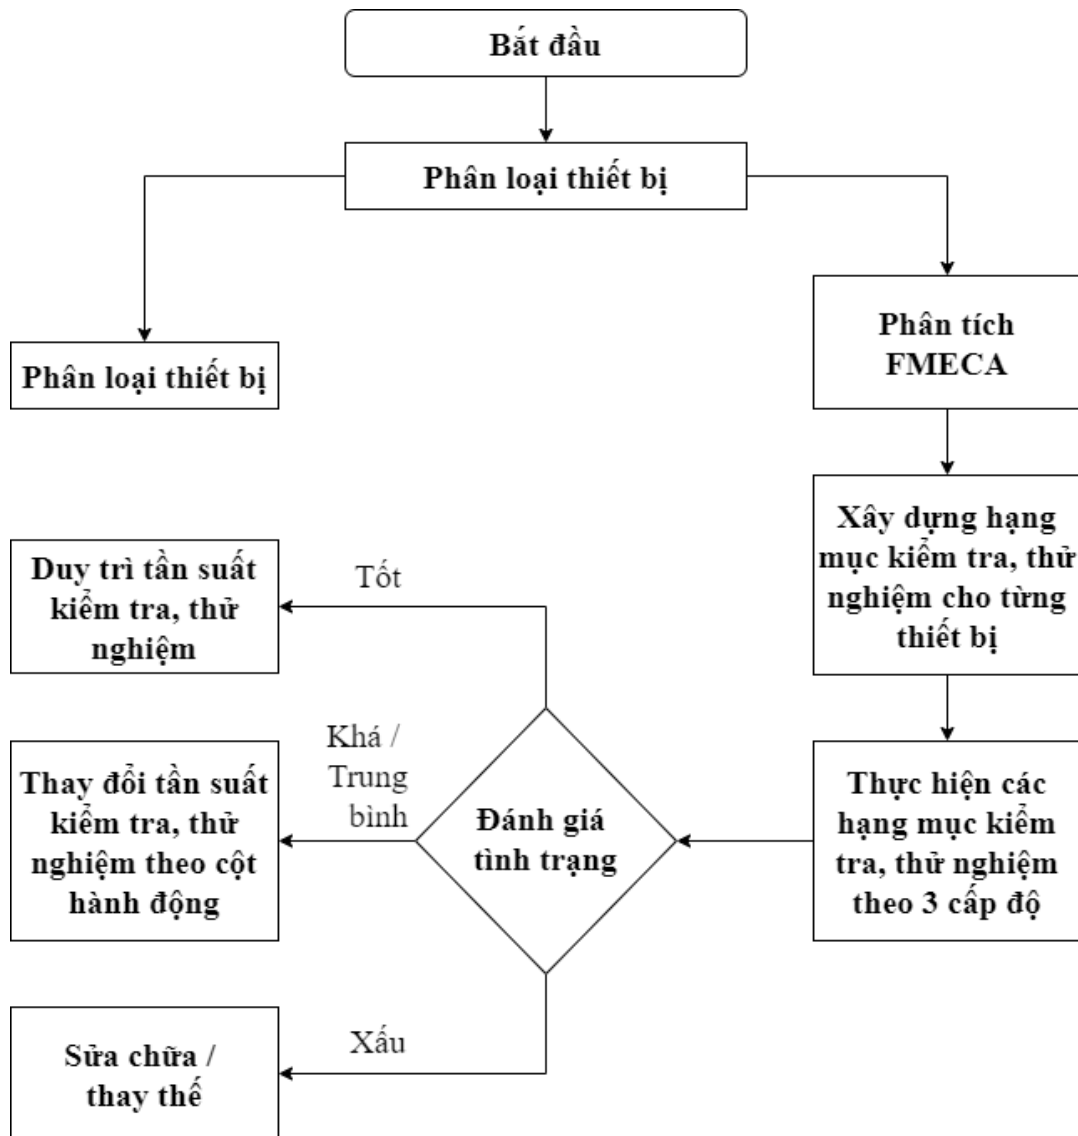 Bắt đầu
Phân loại thiết bị
Phân loại thiết bị
Phân tích
FMECA
Xây dựng hạng
mục kiểm tra, thử
nghiệm cho từng
thiết bị
Thực hiện các
hạng mục kiểm
tra, thử nghiệm
theo 3 cấp độ
Đánh giá
tình trạng
Tốt
Duy trì tần suất
kiểm tra, thử
nghiệm
Khá /
Trung
bình
Thay đổi tần suất
kiểm tra, thử
nghiệm theo cột
hành động
Xấu
Sửa chữa /
thay thế